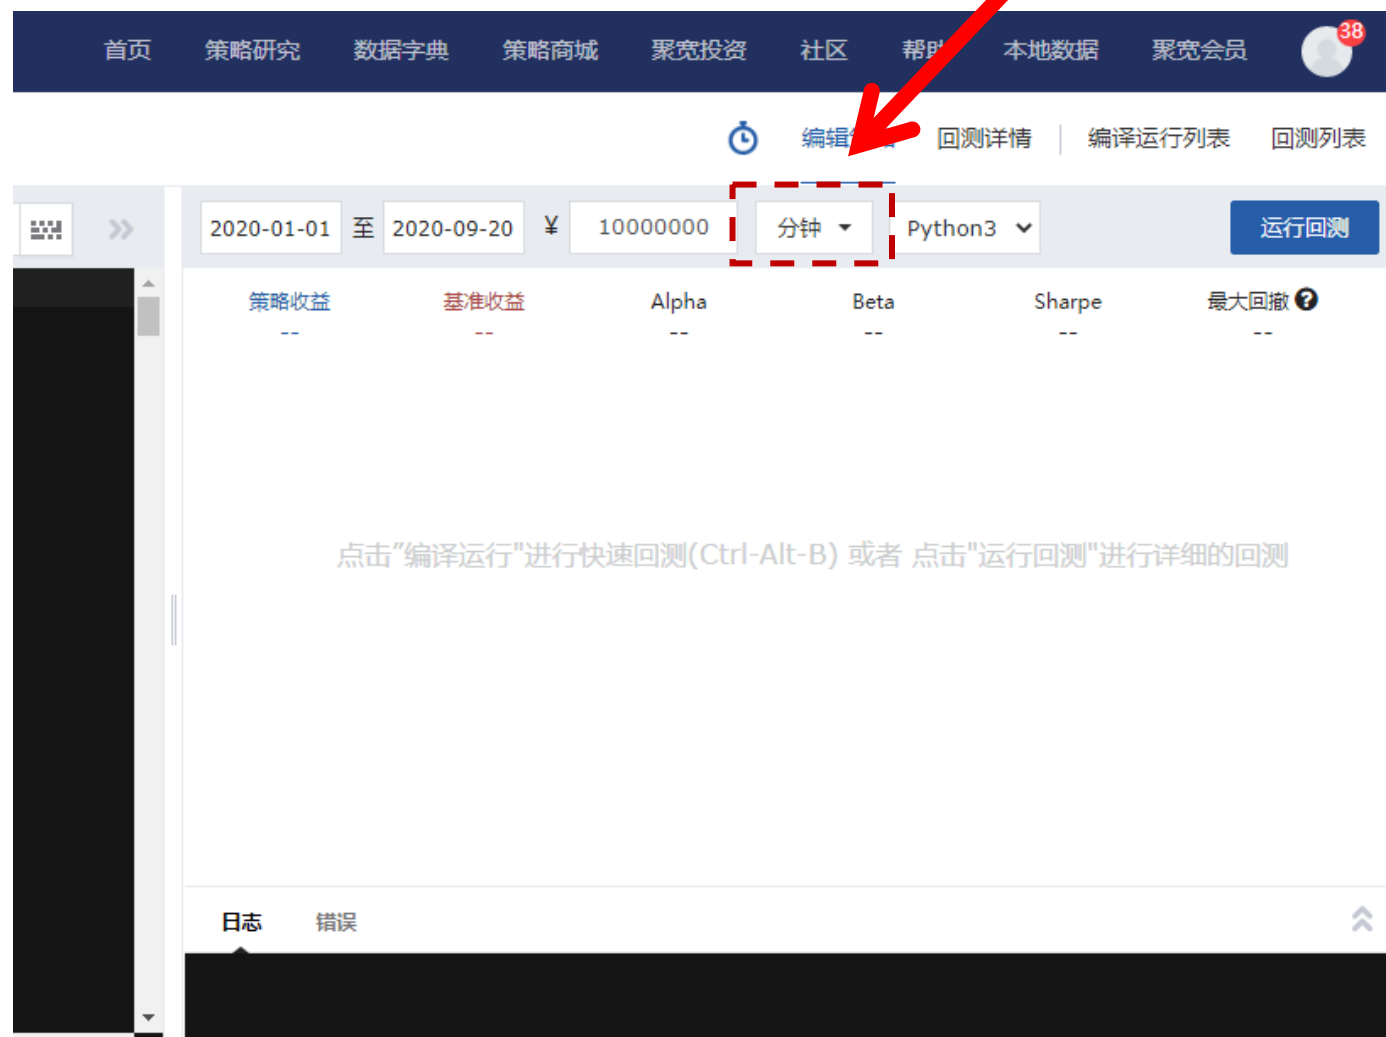 首页 策略研究 数据字典 策略商城 聚宽投资 社区 帮助 本地数据 聚宽会员 38
编辑 回测详情 编译运行列表 回测列表
2020-01-01 至 2020-09-20 ¥ 10000000 分钟 Python3 运行回测
策略收益 基准收益 Alpha Beta Sharpe 最大回撤
-- -- -- -- -- --
点击"编译运行"进行快速回测(Ctrl-Alt-B) 或者 点击"运行回测"进行详细的回测
日志 错误